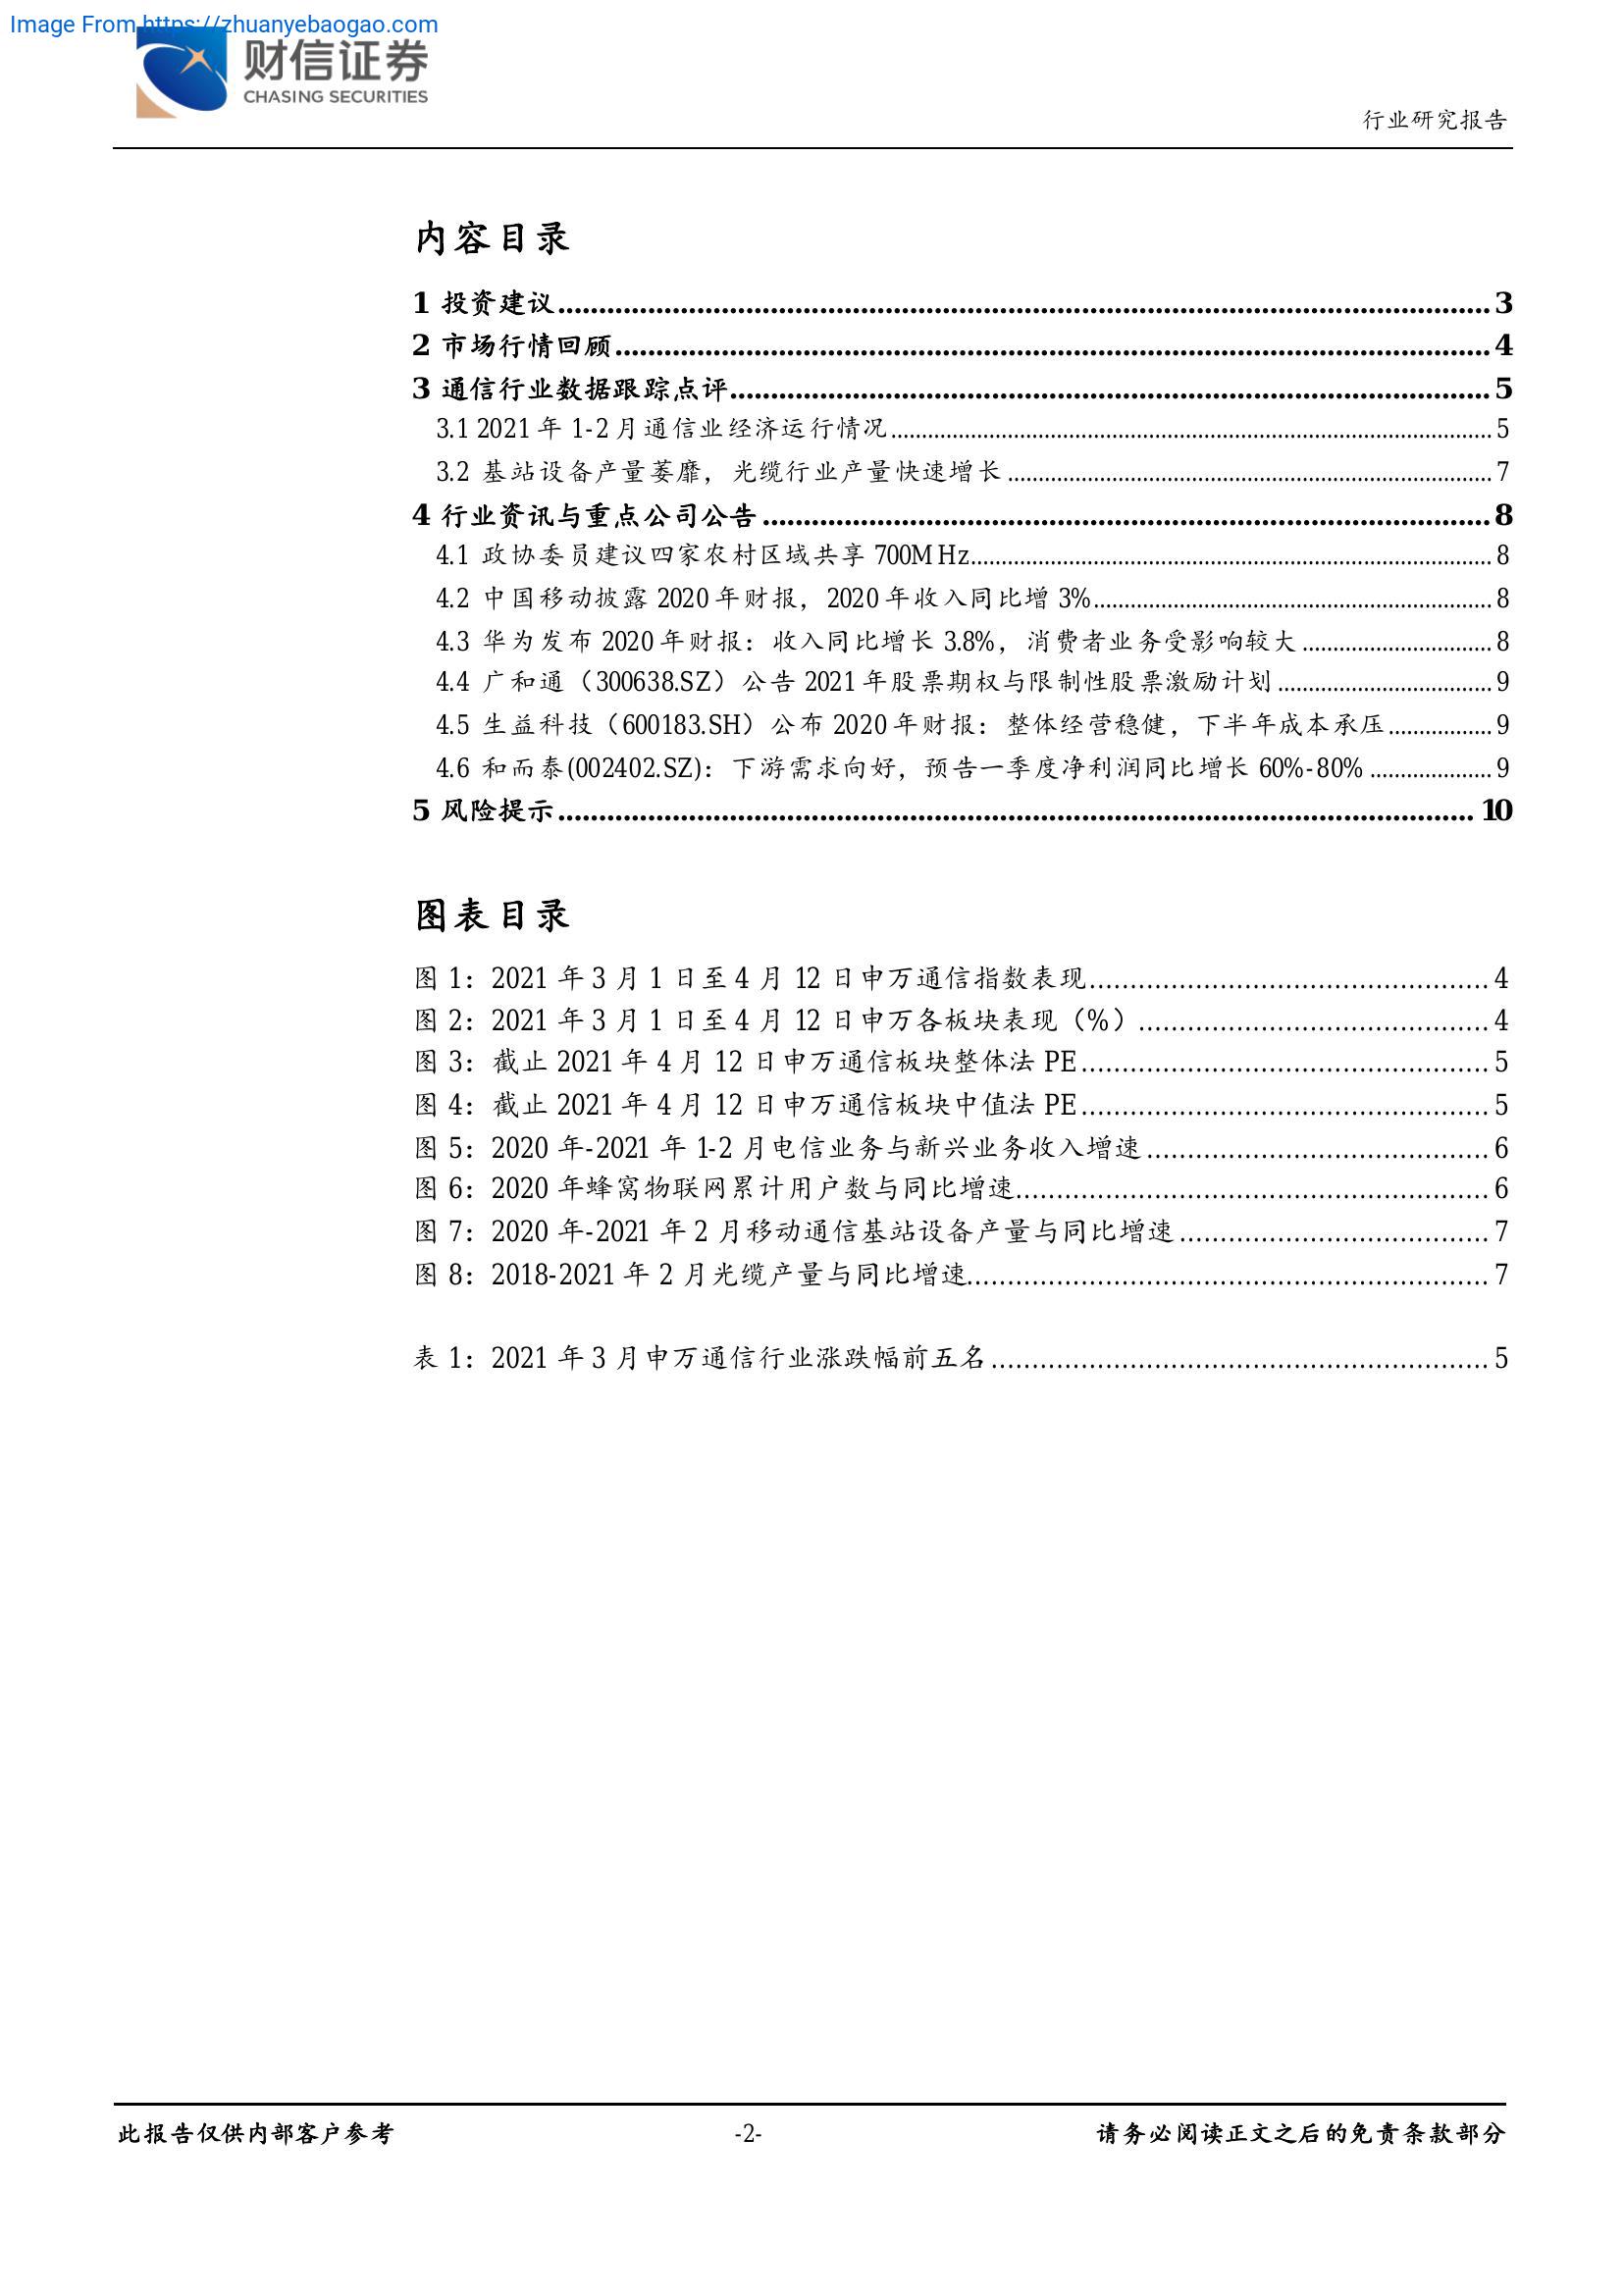 Image From https://zhuanyebaogao.com
财信证券
CHASING SECURITIES
行业研究报告
内容目录
1 投资建议........................................................................3
2 市场行情回顾........................................................................4
3 通信行业数据跟踪点评........................................................................5
3.1 2021 年 1-2 月通信业经济运行情况........................................................................5
3.2 基站设备产量萎靡，光缆行业产量快速增长........................................................................7
4 行业资讯与重点公司公告........................................................................8
4.1 政协委员建议四家农村区域共享 700MHz........................................................................8
4.2 中国移动披露 2020 年财报，2020 年收入同比增 3%........................................................................8
4.3 华为发布 2020 年财报：收入同比增长 3.8%，消费者业务受影响较大................................8
4.4 广和通（300638.SZ）公告 2021 年股票期权与限制性股票激励计划...................................9
4.5 生益科技（600183.SH）公布 2020 年财报：整体经营稳健，下半年成本承压.................9
4.6 和而泰(002402.SZ)：下游需求向好，预告一季度净利润同比增长 60%-80%....................9
5 风险提示........................................................................10
图表目录
图 1：2021 年 3 月 1 日至 4 月 12 日申万通信指数表现..........................................4
图 2：2021 年 3 月 1 日至 4 月 12 日申万各板块表现（%）.....................................4
图 3：截止 2021 年 4 月 12 日申万通信板块整体法 PE...........................................5
图 4：截止 2021 年 4 月 12 日申万通信板块中值法 PE...........................................5
图 5：2020 年-2021 年 1-2 月电信业务与新兴业务收入增速....................................6
图 6：2020 年蜂窝物联网累计用户数与同比增速..................................................6
图 7：2020 年-2021 年 2 月移动通信基站设备产量与同比增速.................................7
图 8：2018-2021 年 2 月光缆产量与同比增速.......................................................7
表 1：2021 年 3 月申万通信行业涨跌幅前五名.....................................................5
此报告仅供内部客户参考
-2-
请务必阅读正文之后的免责条款部分